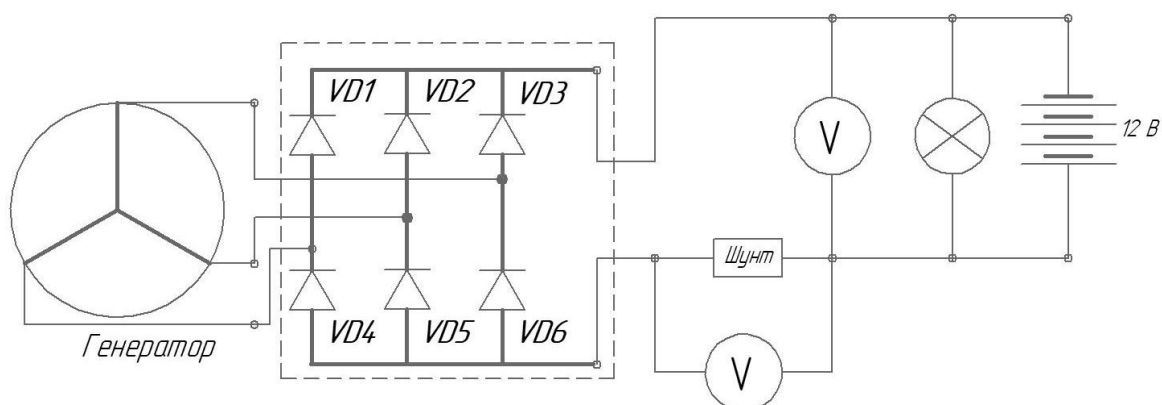 VD1 VD2 VD3
V
12 В
Шунт
VD4 VD5 VD6
Генератор
V